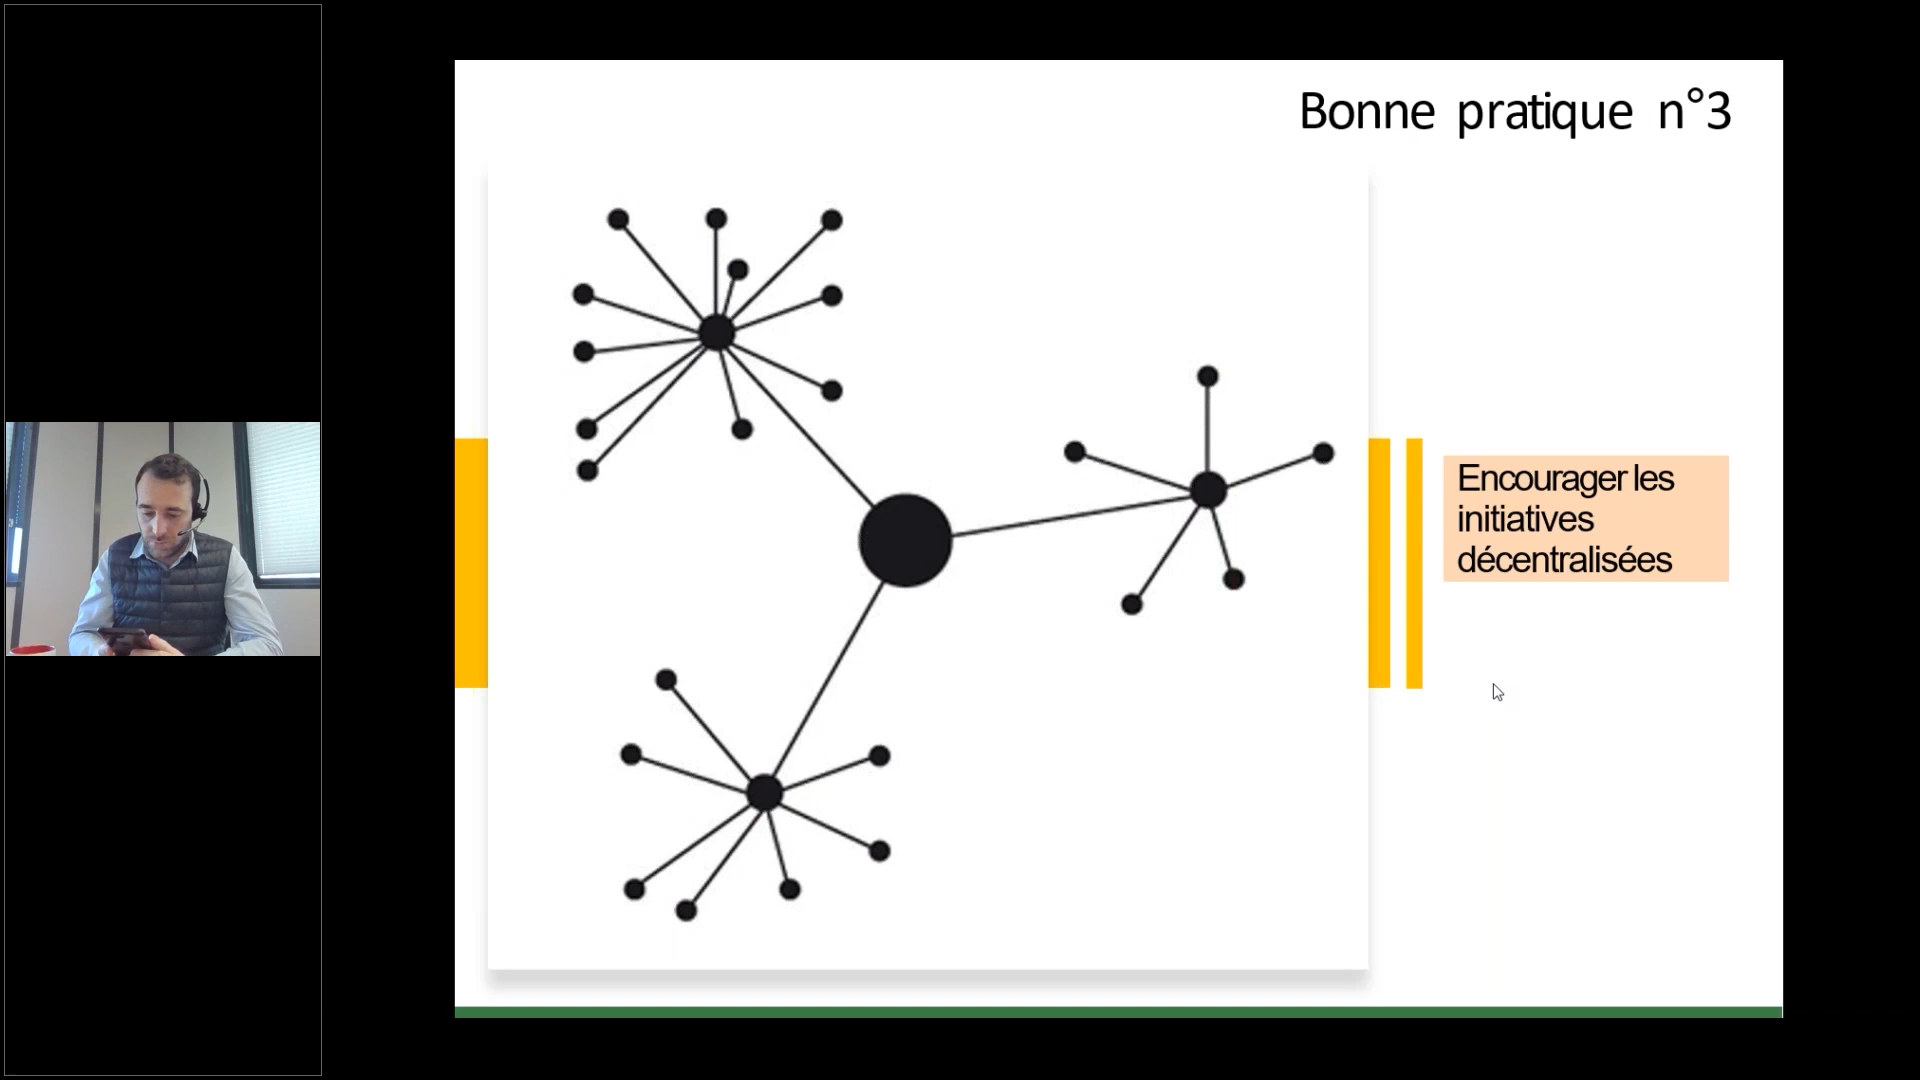 Bonne pratique n°3
Encourager les
initiatives
décentralisées